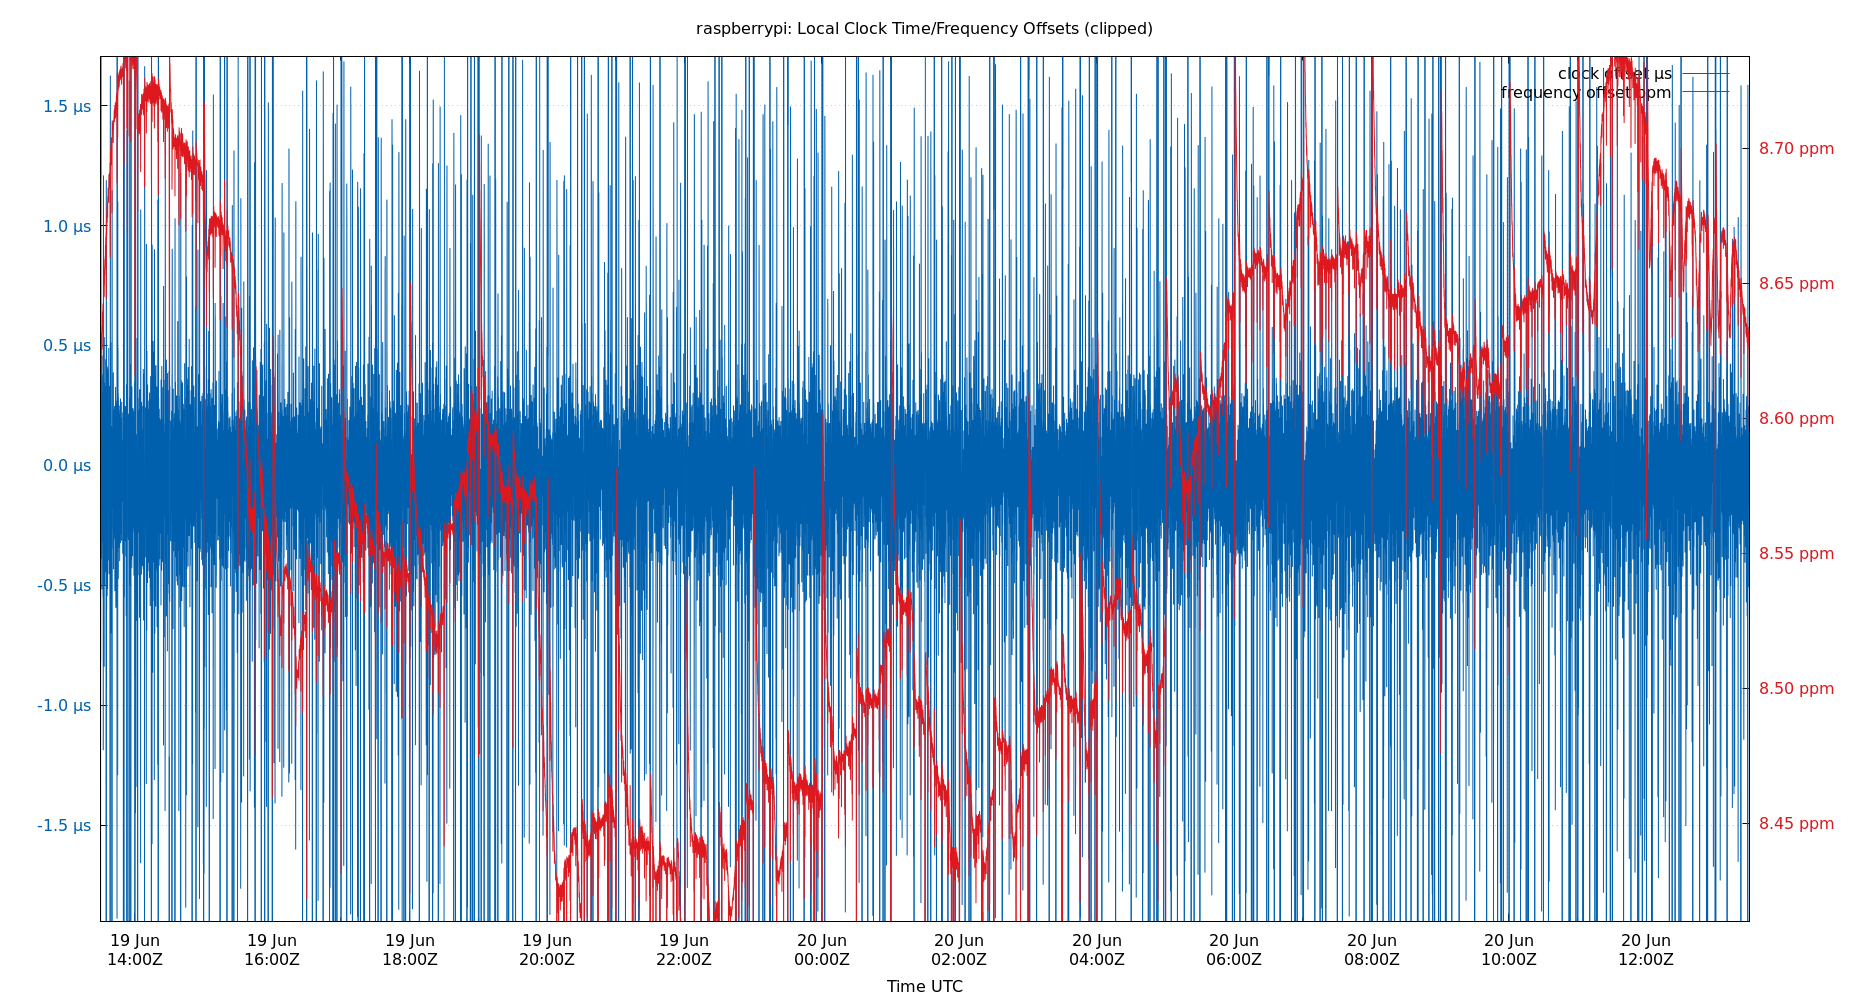 raspberrypi: Local Clock Time/Frequency Offsets (clipped)
clock offset µs
frequency offset ppm
1.5 µs
1.0 µs
0.5 µs
0.0 µs
-0.5 µs
-1.0 µs
-1.5 µs
8.70 ppm
8.65 ppm
8.60 ppm
8.55 ppm
8.50 ppm
8.45 ppm
19 Jun 19 Jun 19 Jun 19 Jun 19 Jun 20 Jun 20 Jun 20 Jun 20 Jun 20 Jun 20 Jun 20 Jun
14:00Z 16:00Z 18:00Z 20:00Z 22:00Z 00:00Z 02:00Z 04:00Z 06:00Z 08:00Z 10:00Z 12:00Z
Time UTC